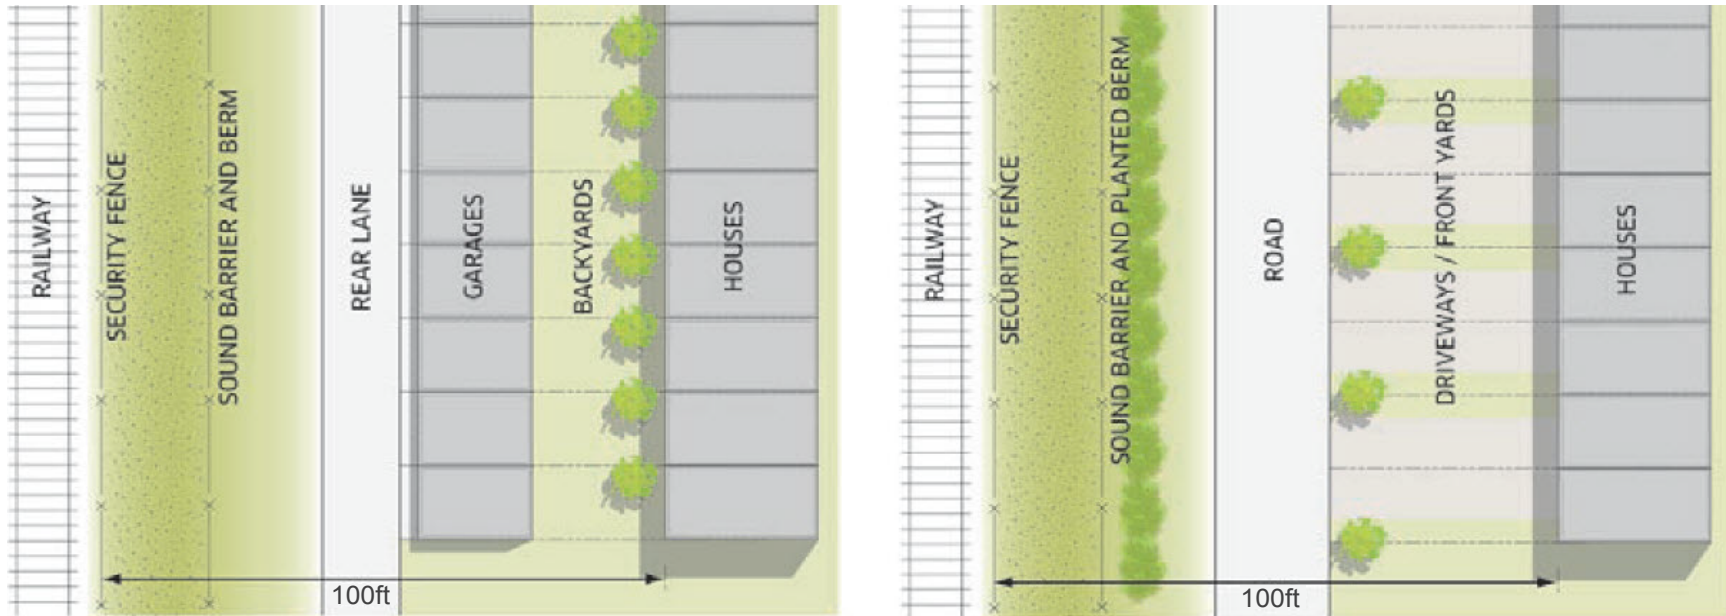 RAILWAY
SECURITY FENCE
SOUND BARRIER AND BERM
REAR LANE
GARAGES
BACKYARDS
HOUSES
100ft
RAILWAY
SECURITY FENCE
SOUND BARRIER AND PLANTED BERM
ROAD
DRIVEWAYS / FRONT YARDS
HOUSES
100ft